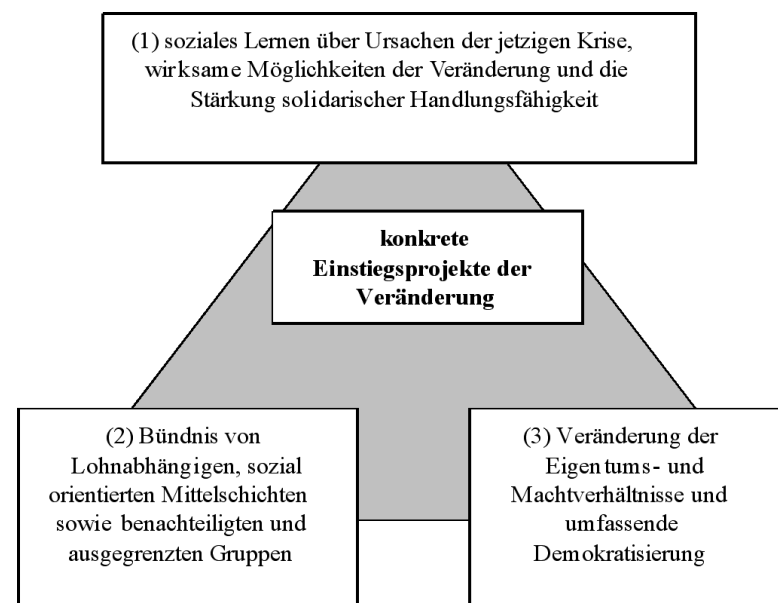 (1) soziales Lernen über Ursachen der jetzigen Krise,
wirksame Möglichkeiten der Veränderung und die
Stärkung solidarischer Handlungsfähigkeit
konkrete
Einstiegsprojekte der
Veränderung
(2) Bündnis von
Lohnabhängigen, sozial
orientierten Mittelschichten
sowie benachteiligten und
ausgegrenzten Gruppen
(3) Veränderung der
Eigentums- und
Machtverhältnisse und
umfassende
Demokratisierung